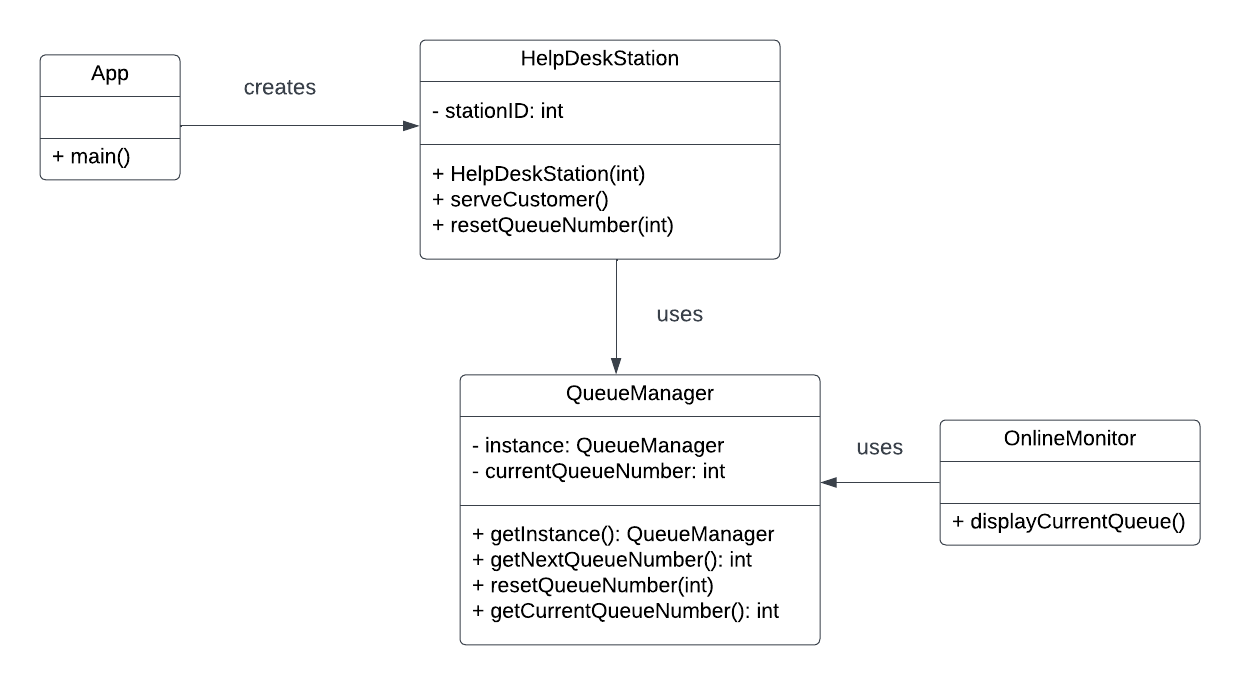 App
+ main()
creates
HelpDeskStation
- stationID: int
+ HelpDeskStation(int)
+ serveCustomer()
+ resetQueueNumber(int)
uses
QueueManager
- instance: QueueManager
- currentQueueNumber: int
+ getInstance(): QueueManager
+ getNextQueueNumber(): int
+ resetQueueNumber(int)
+ getCurrentQueueNumber(): int
uses
OnlineMonitor
+ displayCurrentQueue()